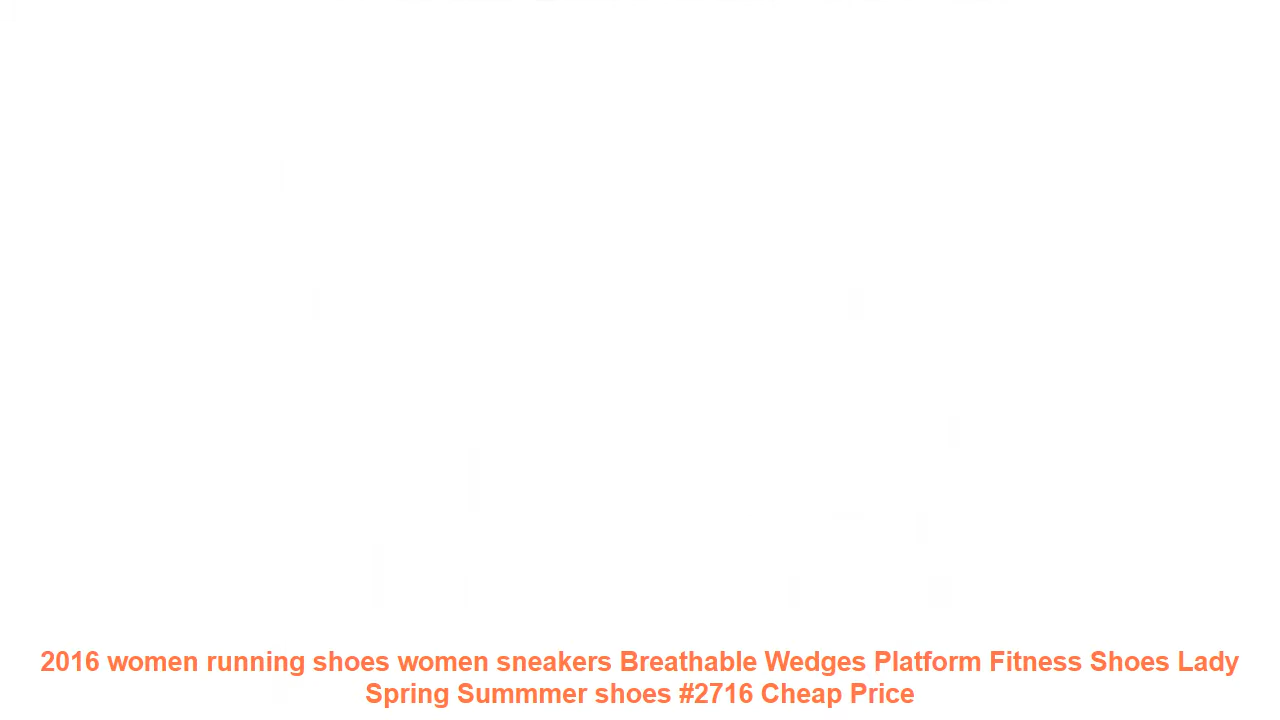 2016 women running shoes women sneakers Breathable Wedges Platform Fitness Shoes Lady
Spring Summmer shoes #2716 Cheap Price